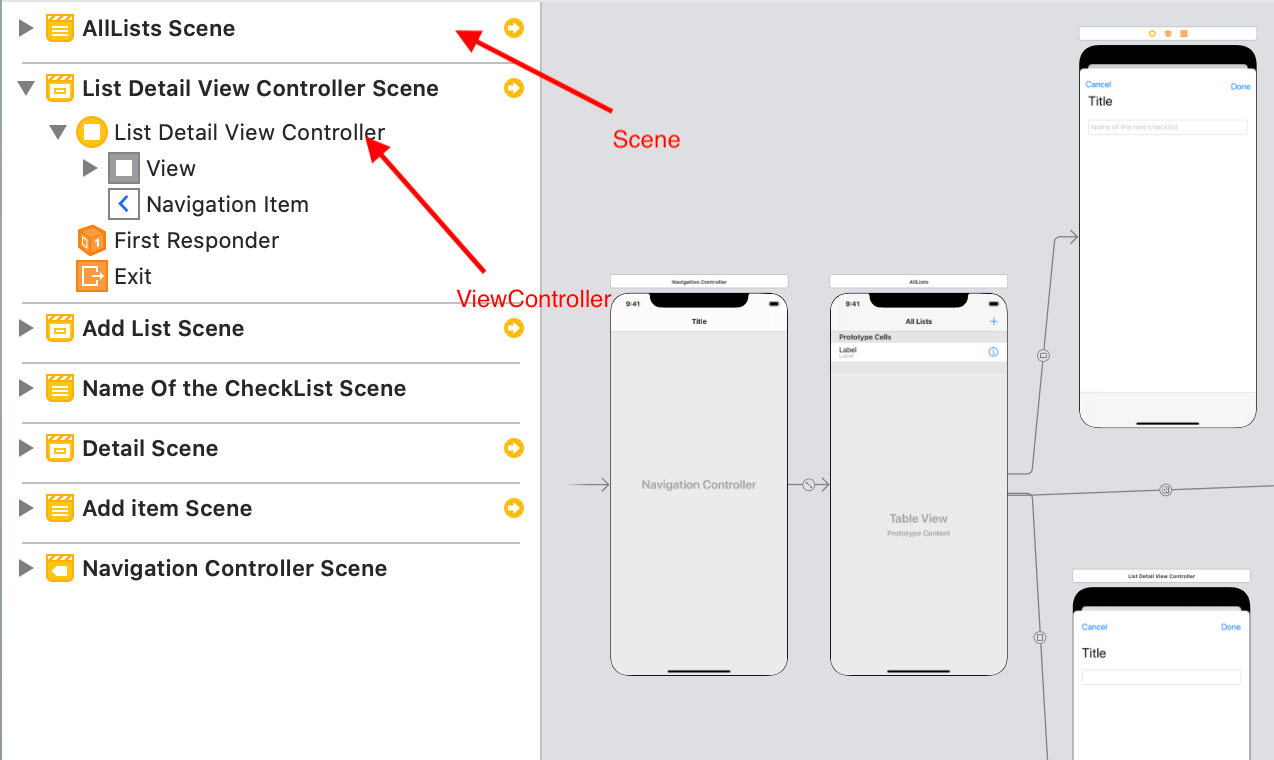 AllLists Scene
List Detail View Controller Scene
List Detail View Controller
View
Navigation Item
First Responder
Exit
Add List Scene
Name Of the CheckList Scene
Detail Scene
Add item Scene
Navigation Controller Scene
Scene
ViewController
Navigation Controller
9:41
Title
Navigation Controller
AllLists
9:41
All Lists
+
Prototype Cells
Label
Label
Table View
Prototype Content
Cancel
Done
Title
Name of the new checklist
List Detail View Controller
Cancel
Done
Title